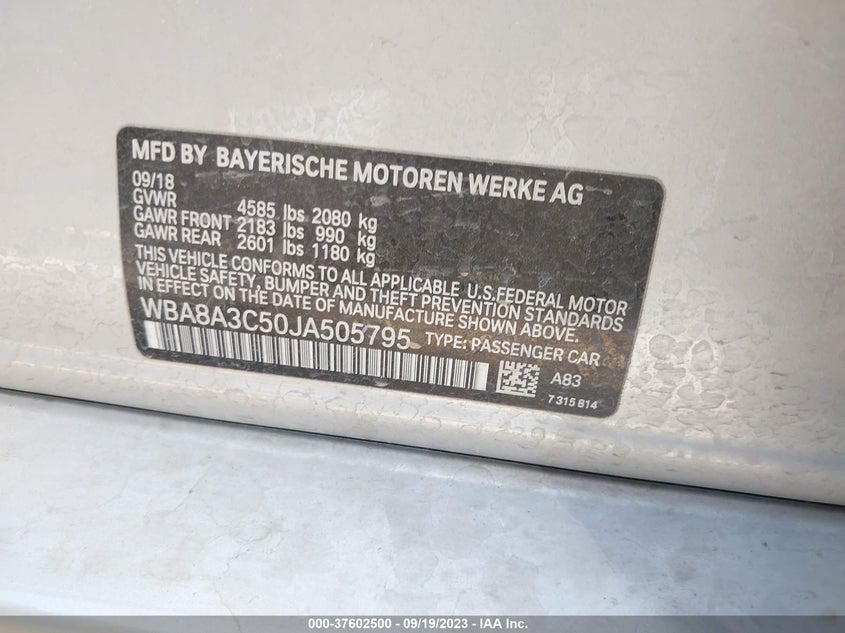 MFD BY BAYERISCHE MOTOREN WERKE AG
09/18
GVWR 4585 lbs 2080 kg
GAWR FRONT 2183 lbs 990 kg
GAWR REAR 2601 lbs 1180 kg
THIS VEHICLE CONFORMS TO ALL APPLICABLE U.S.FEDERAL MOTOR
VEHICLE SAFETY, BUMPER AND THEFT PREVENTION STANDARDS
IN EFFECT ON THE DATE OF MANUFACTURE SHOWN ABOVE.
WBA8A3C50JA505795 TYPE: PASSENGER CAR
A83
7 315 814
000-37602500 - 09/19/2023 - IAA Inc.